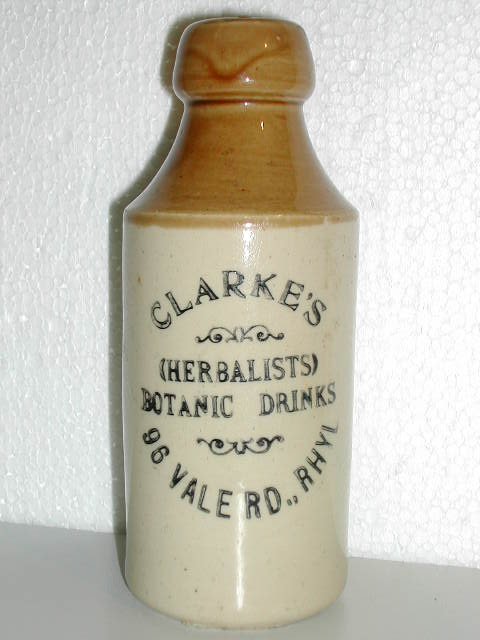 CLARKE'S
(HERBALISTS)
BOTANIC DRINKS
96 VALE RD., RHYL